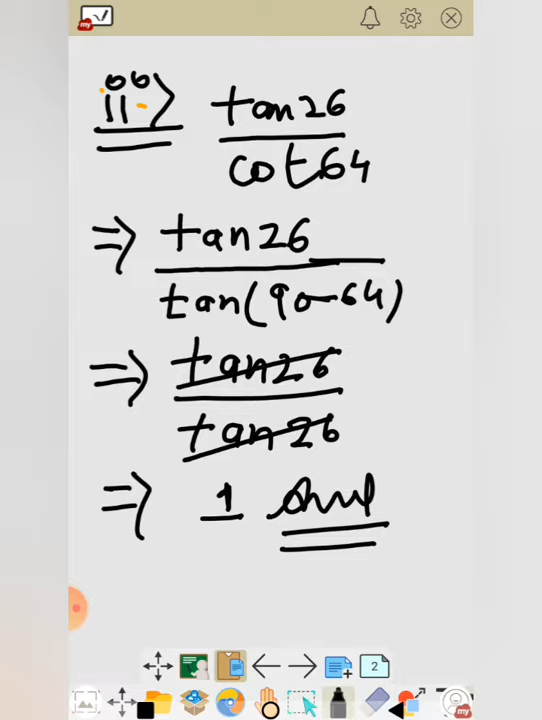 ii> tan26
cot64
⇒ tan26
tan(90-64)
⇒ tan26
tan26
⇒ 1 Ans
2